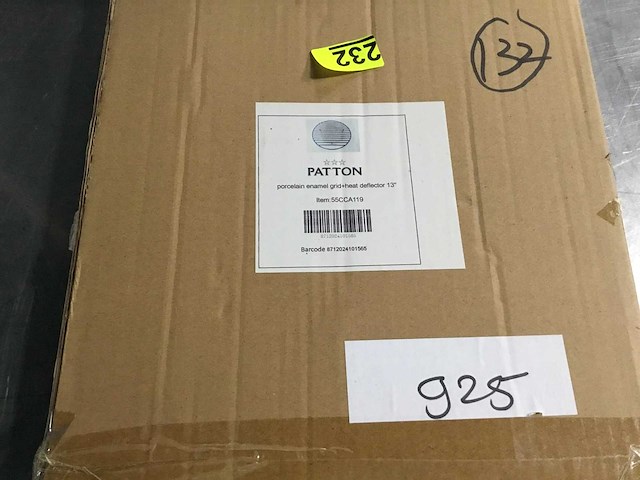 232
132
PATTON
porcelain enamel grid+heat deflector 13"
Item:55CCA119
Barcode 8712024101565
925